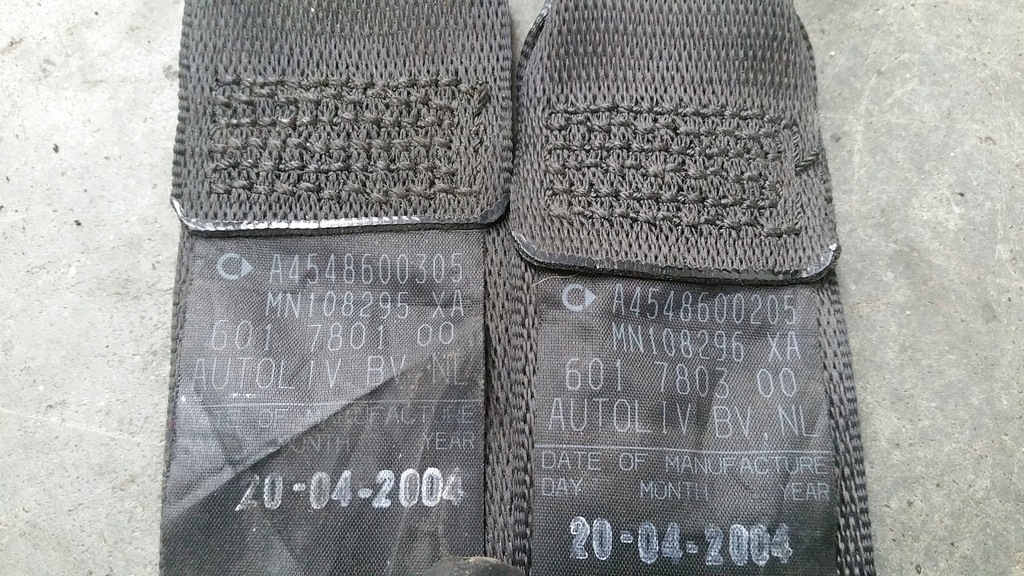 A4548600305
MN108295 XA
601 7801 00
AUTOLIV BV.NL
OF MANUFACTURE
MONTH YEAR
20-04-2004
A4548600205
MN108296 XA
601 7803 00
AUTOLIV BV.NL
DATE OF MANUFACTURE
DAY MONTH YEAR
20-04-2004